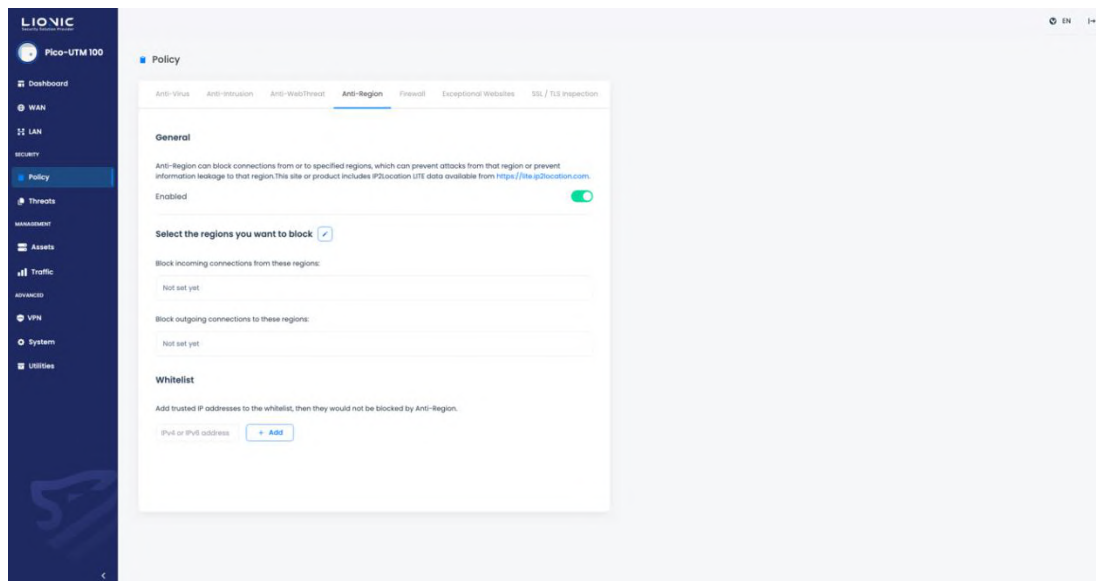 LIONIC
Security Solution Provider
EN
Pico-UTM 100
Policy
Dashboard
WAN
LAN
SECURITY
Policy
Threats
MANAGEMENT
Assets
Traffic
ADVANCED
VPN
System
Utilities
Anti-Virus Anti-Intrusion Anti-WebThreat Anti-Region Firewall Exceptional Websites SSL / TLS Inspection
General
Anti-Region can block connections from or to specified regions, which can prevent attacks from that region or prevent
information leakage to that region.This site or product includes IP2Location LITE data available from https://lite.ip2location.com.
Enabled
Select the regions you want to block
Block incoming connections from these regions:
Not set yet
Block outgoing connections to these regions:
Not set yet
Whitelist
Add trusted IP addresses to the whitelist, then they would not be blocked by Anti-Region.
IPv4 or IPv6 address + Add